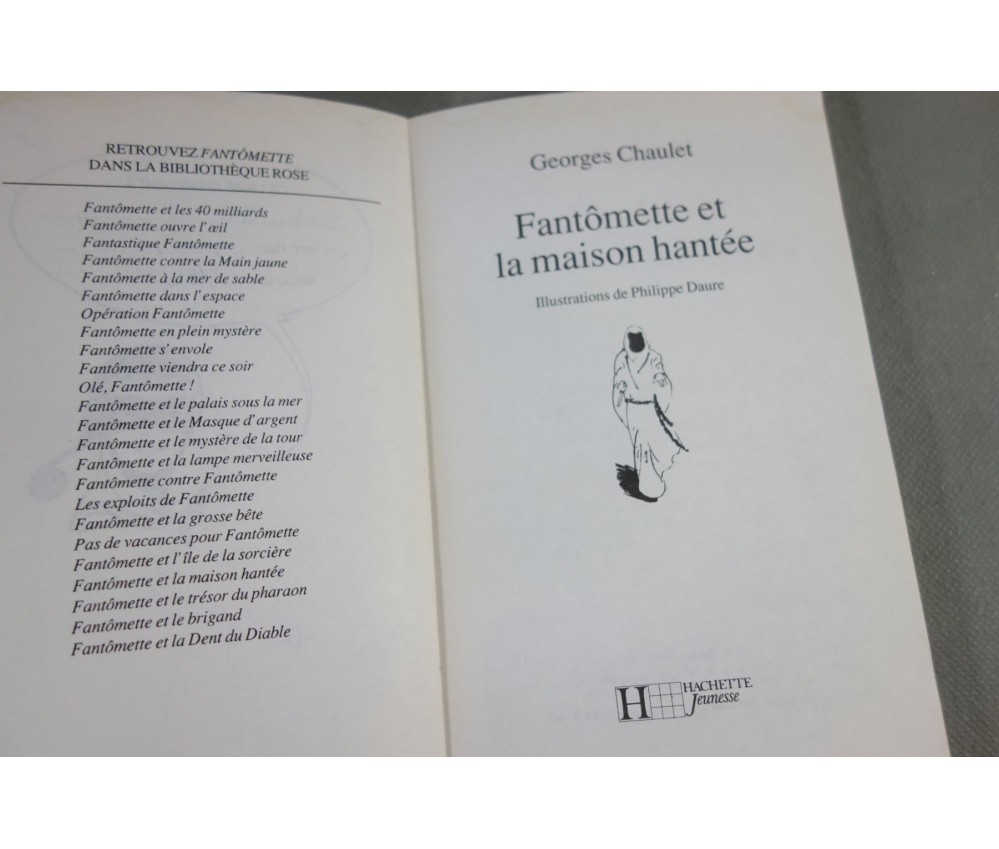 RETROUVEZ FANTÔMETTE
DANS LA BIBLIOTHÈQUE ROSE
Fantômette et les 40 milliards
Fantômette ouvre l'œil
Fantastique Fantômette
Fantômette contre la Main jaune
Fantômette à la mer de sable
Fantômette dans l'espace
Opération Fantômette
Fantômette en plein mystère
Fantômette s'envole
Fantômette viendra ce soir
Olé, Fantômette !
Fantômette et le palais sous la mer
Fantômette et le Masque d'argent
Fantômette et le mystère de la tour
Fantômette et la lampe merveilleuse
Fantômette contre Fantômette
Les exploits de Fantômette
Fantômette et la grosse bête
Pas de vacances pour Fantômette
Fantômette et l'île de la sorcière
Fantômette et la maison hantée
Fantômette et le trésor du pharaon
Fantômette et le brigand
Fantômette et la Dent du Diable
Georges Chaulet
Fantômette et
la maison hantée
Illustrations de Philippe Daure
H HACHETTE
Jeunesse